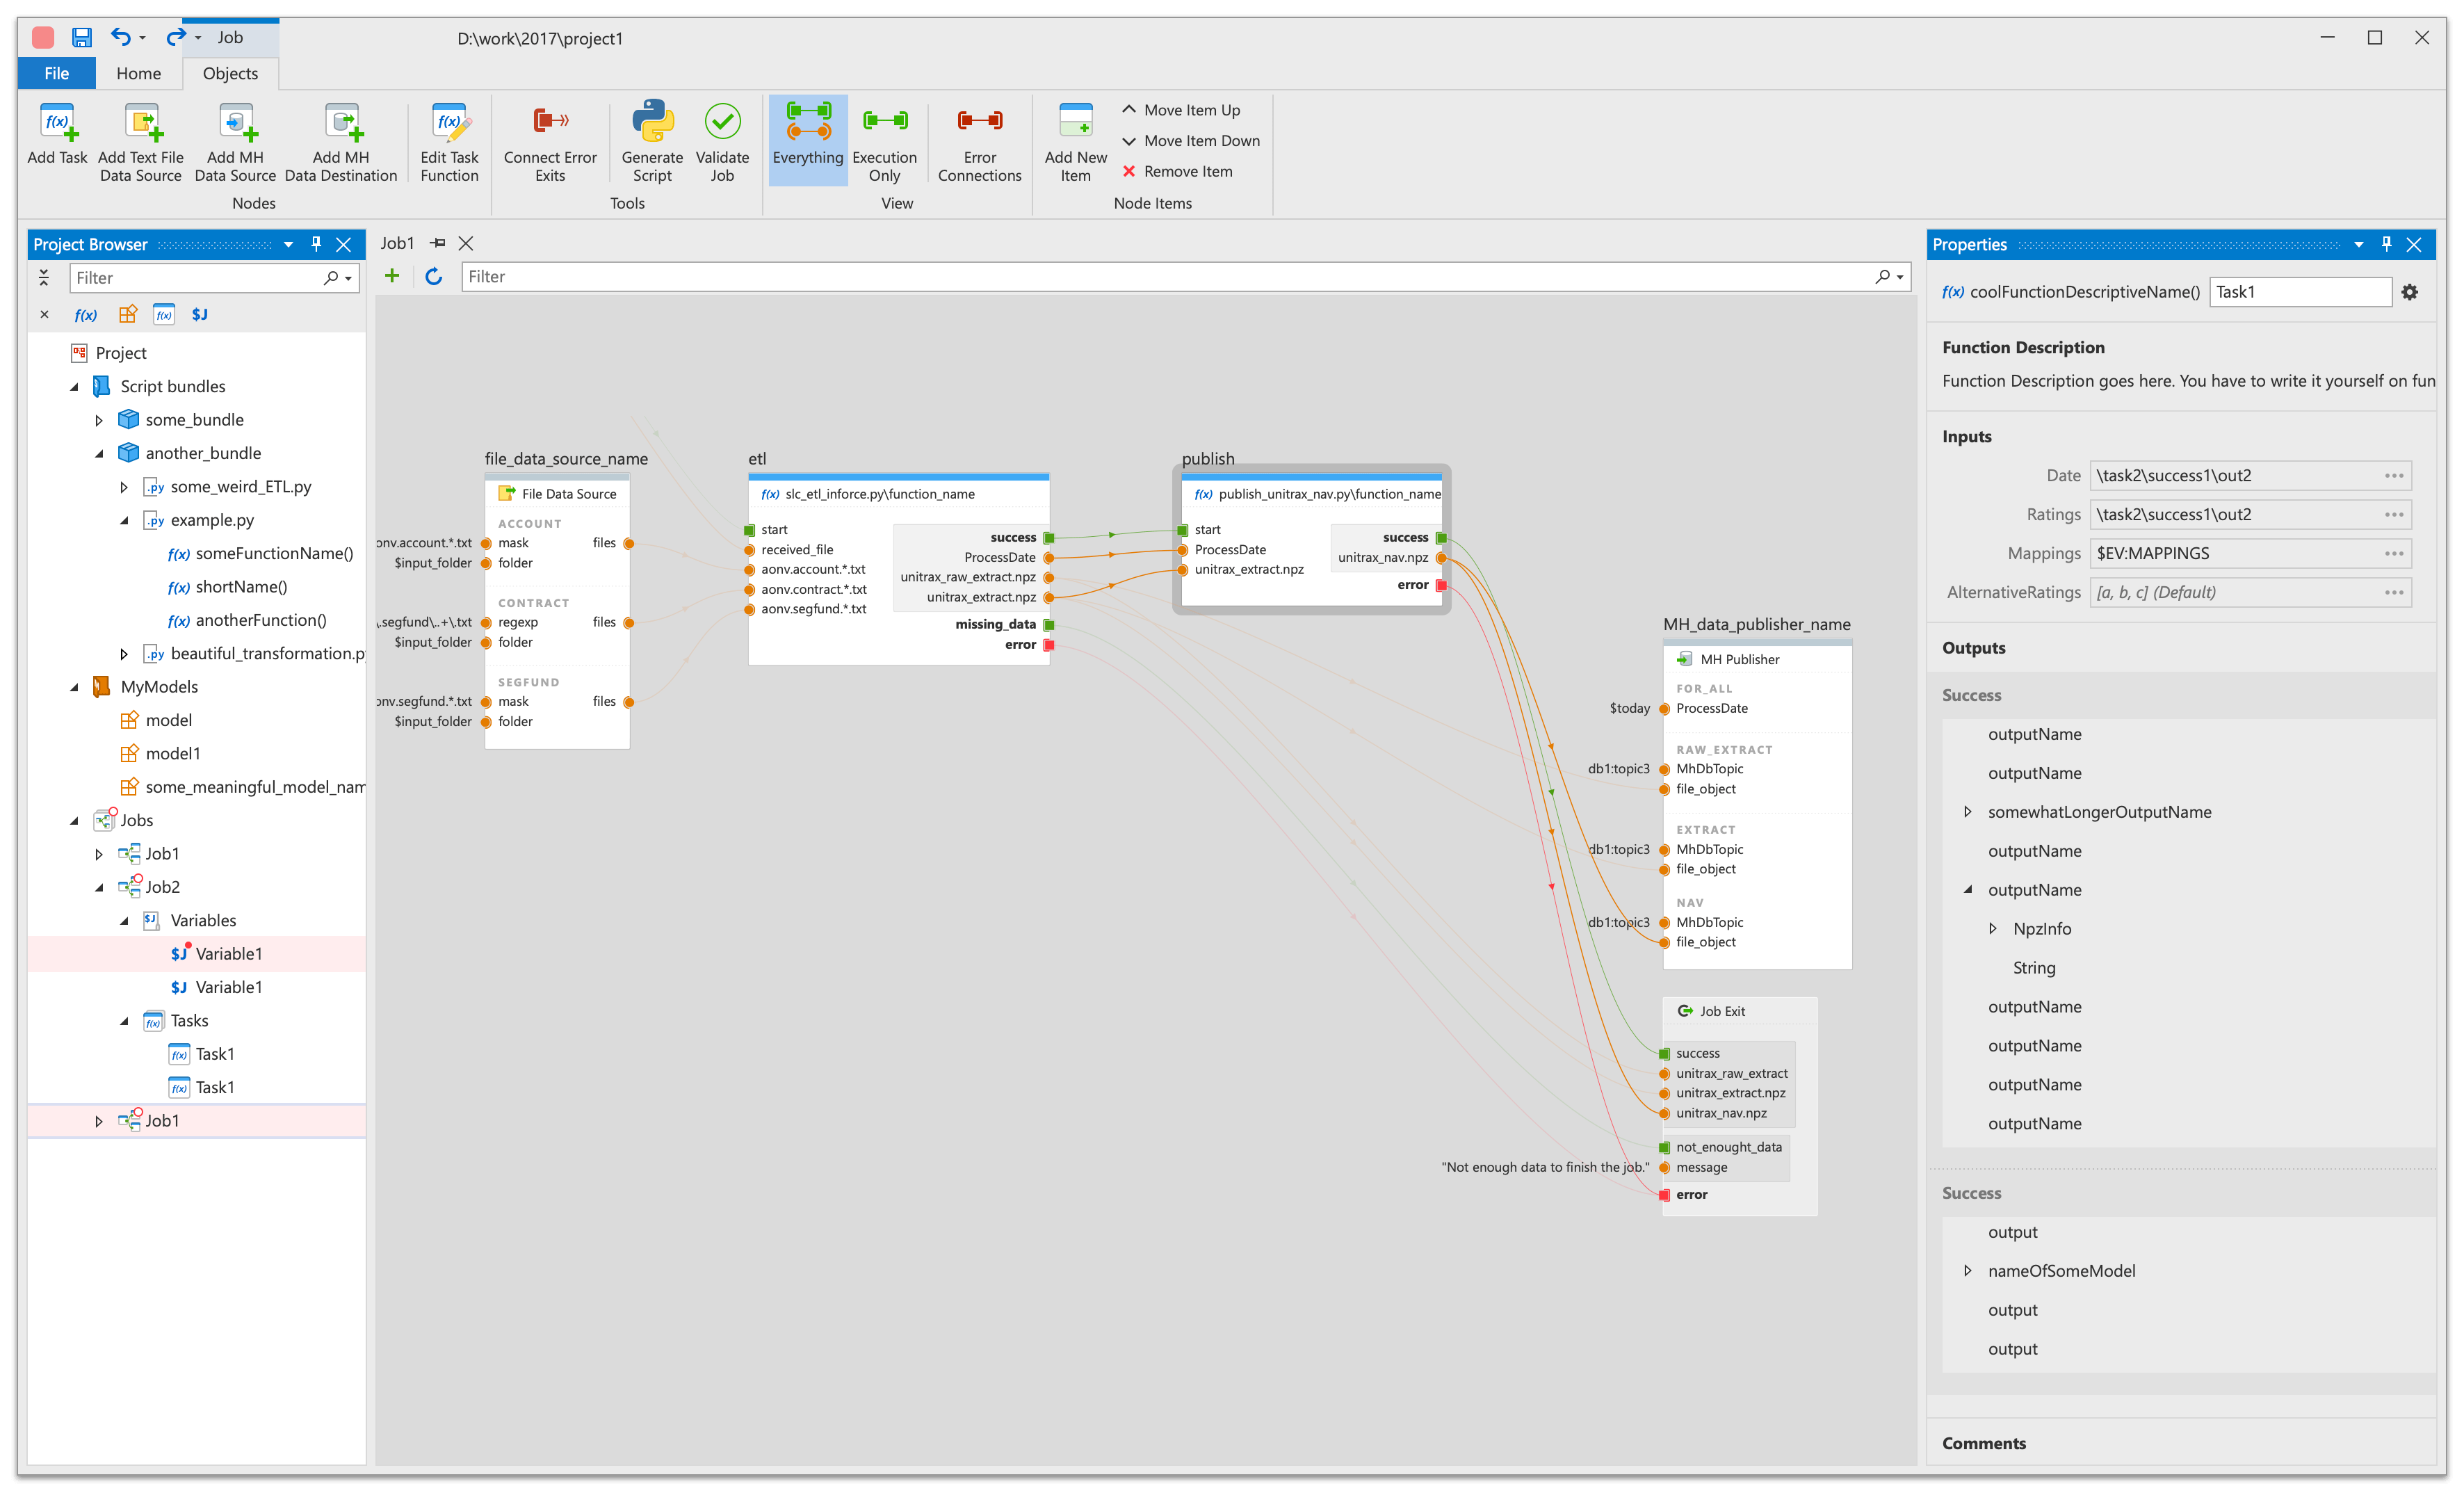 Job
D:\work\2017\project1
File
Home
Objects
Add Task
Add Text File
Data Source
Add MH
Data Source
Add MH
Data Destination
Edit Task
Function
Connect Error
Exits
Generate
Script
Validate
Job
Everything
Execution
Only
Error
Connections
Add New
Item
Move Item Up
Move Item Down
Remove Item
Nodes
Tools
View
Node Items
Project Browser
Filter
f(x)
f(x)
$J
Project
Script bundles
some_bundle
another_bundle
.py some_weird_ETL.py
.py example.py
f(x) someFunctionName()
f(x) shortName()
f(x) anotherFunction()
.py beautiful_transformation.p
MyModels
model
model1
some_meaningful_model_nam
Jobs
Job1
Job2
$J Variables
$J Variable1
$J Variable1
f(x) Tasks
f(x) Task1
f(x) Task1
Job1
Job1
Filter
file_data_source_name
File Data Source
ACCOUNT
onv.account.*.txt mask files
$input_folder folder
CONTRACT
\.segfund\..+\.txt regexp files
$input_folder folder
SEGFUND
onv.segfund.*.txt mask files
$input_folder folder
etl
f(x) slc_etl_inforce.py\function_name
start
received_file
aonv.account.*.txt
aonv.contract.*.txt
aonv.segfund.*.txt
success
ProcessDate
unitrax_raw_extract.npz
unitrax_extract.npz
missing_data
error
publish
f(x) publish_unitrax_nav.py\function_name
start
ProcessDate
unitrax_extract.npz
success
unitrax_nav.npz
error
MH_data_publisher_name
MH Publisher
FOR_ALL
$today ProcessDate
RAW_EXTRACT
db1:topic3 MhDbTopic
file_object
EXTRACT
db1:topic3 MhDbTopic
file_object
NAV
db1:topic3 MhDbTopic
file_object
Job Exit
success
unitrax_raw_extract
unitrax_extract.npz
unitrax_nav.npz
not_enought_data
"Not enough data to finish the job." message
error
Properties
f(x) coolFunctionDescriptiveName() Task1
Function Description
Function Description goes here. You have to write it yourself on fun
Inputs
Date \task2\success1\out2
Ratings \task2\success1\out2
Mappings $EV:MAPPINGS
AlternativeRatings [a, b, c] (Default)
Outputs
Success
outputName
outputName
somewhatLongerOutputName
outputName
outputName
NpzInfo
String
outputName
outputName
outputName
outputName
Success
output
nameOfSomeModel
output
output
Comments